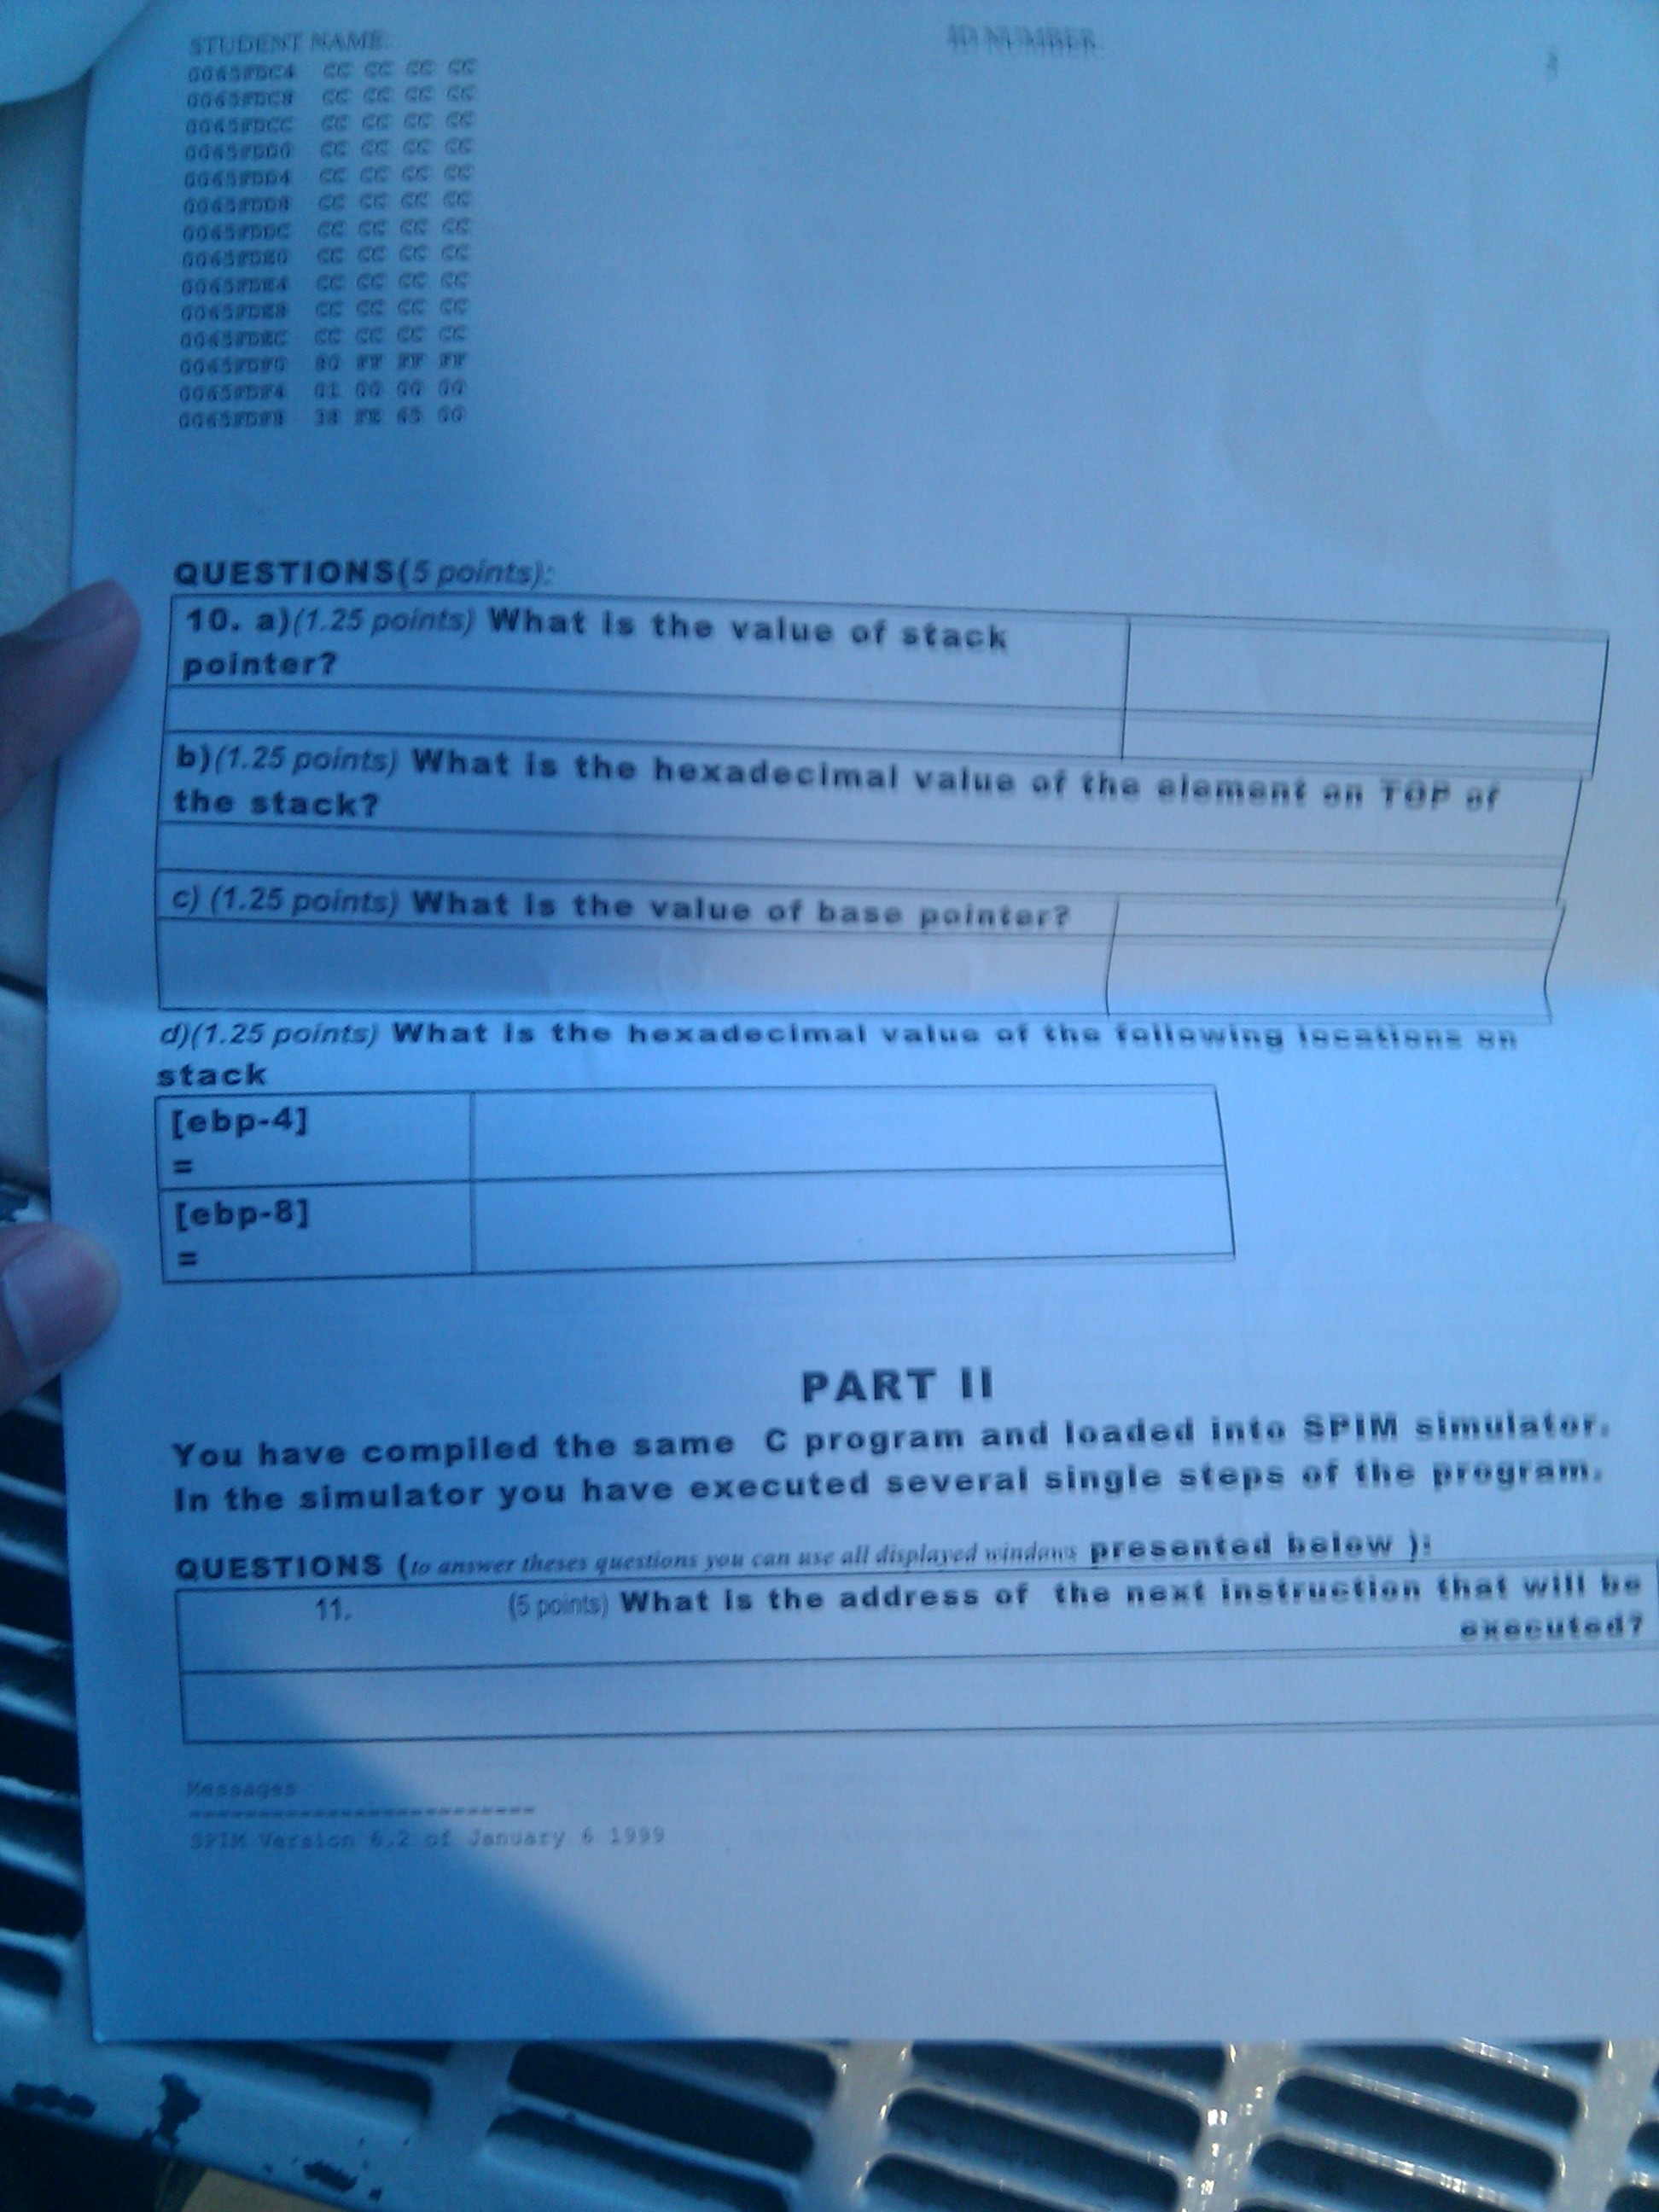 STUDENT NAME: ID NUMBER:
0065FDC4 CC CC CC CC
0065FDC8 CC CC CC CC
0065FDCC CC CC CC CC
0065FDD0 CC CC CC CC
0065FDD4 CC CC CC CC
0065FDD8 CC CC CC CC
0065FDDC CC CC CC CC
0065FDE0 CC CC CC CC
0065FDE4 CC CC CC CC
0065FDE8 CC CC CC CC
0065FDEC CC CC CC CC
0065FDF0 80 FF FF FF
0065FDF4 01 00 00 00
0065FDF8 38 FE 65 00
QUESTIONS(5 points):
10. a)(1.25 points) What is the value of stack
pointer?
b)(1.25 points) What is the hexadecimal value of the element on TOP of
the stack?
c) (1.25 points) What is the value of base pointer?
d)(1.25 points) What is the hexadecimal value of the following locations on
stack
[ebp-4]
=
[ebp-8]
=
PART II
You have compiled the same C program and loaded into SPIM simulator.
In the simulator you have executed several single steps of the program.
QUESTIONS (to answer theses questions you can use all displayed windows presented below ):
11. (5 points) What is the address of the next instruction that will be
executed?
Messages
-------------------------
SPIM Version 6.2 of January 6 1999